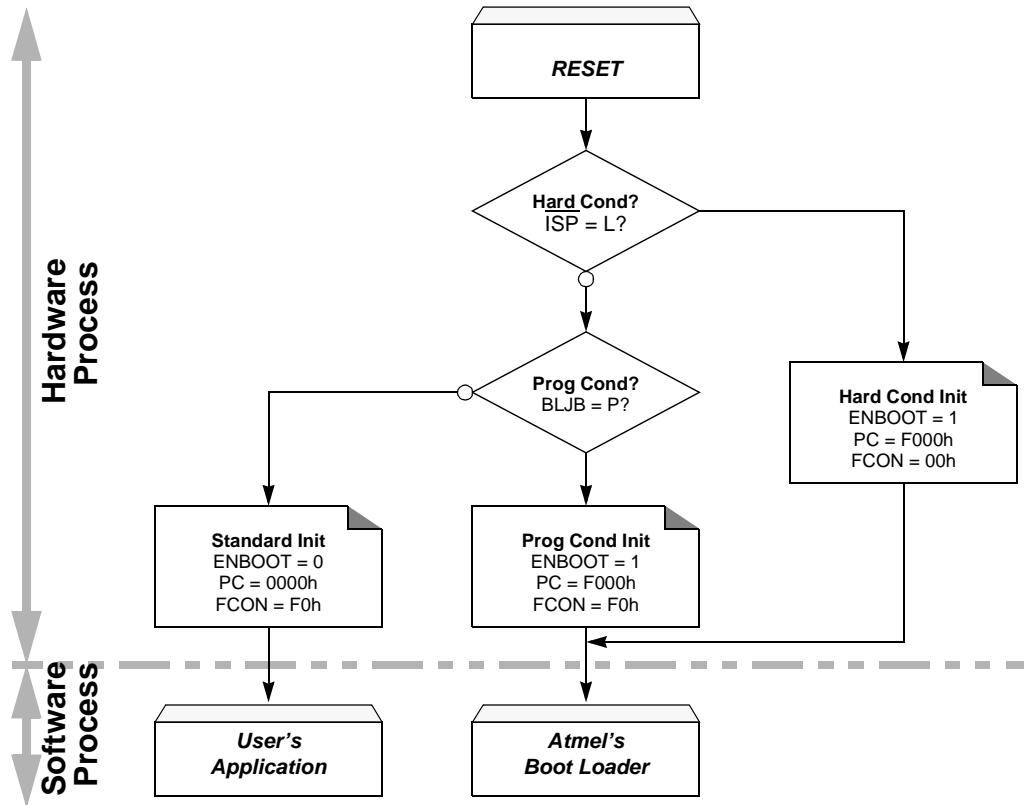 RESET
Hard Cond?
ISP = L?
Prog Cond?
BLJB = P?
Hard Cond Init
ENBOOT = 1
PC = F000h
FCON = 00h
Standard Init
ENBOOT = 0
PC = 0000h
FCON = F0h
Prog Cond Init
ENBOOT = 1
PC = F000h
FCON = F0h
User's
Application
Atmel's
Boot Loader
Hardware
Process
Software
Process